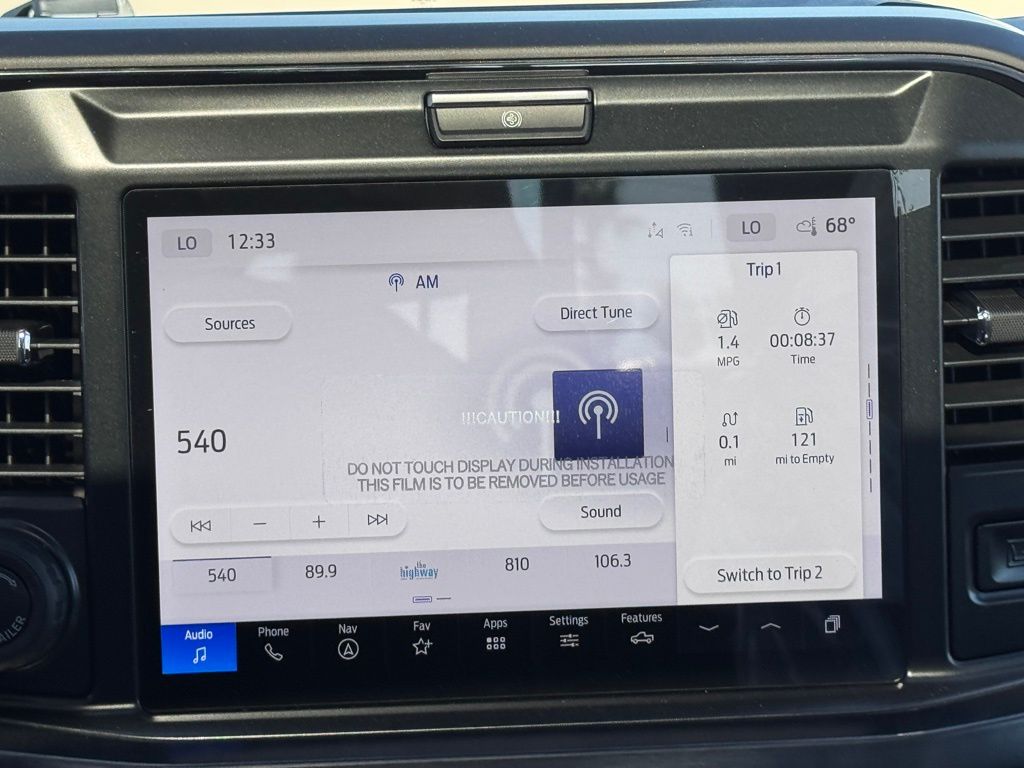 LO 12:33 LO 68°
AM
Trip 1
Sources
Direct Tune
1.4
MPG
00:08:37
Time
!!!CAUTION!!!
540
0.1
mi
121
mi to Empty
DO NOT TOUCH DISPLAY DURING INSTALLATION
THIS FILM IS TO BE REMOVED BEFORE USAGE
Sound
540
89.9
the
highway
810
106.3
Switch to Trip 2
Audio
Phone
Nav
Fav
Apps
Settings
Features